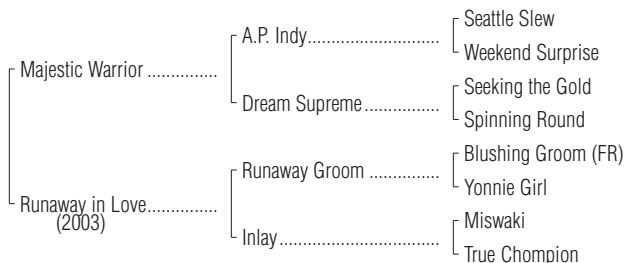 Seattle Slew
A.P. Indy..............................
Weekend Surprise
Majestic Warrior ...............
Seeking the Gold
Dream Supreme.................
Spinning Round
Blushing Groom (FR)
Runaway Groom ...............
Yonnie Girl
Runaway in Love...............
(2003)
Miswaki
Inlay....................................
True Chompion